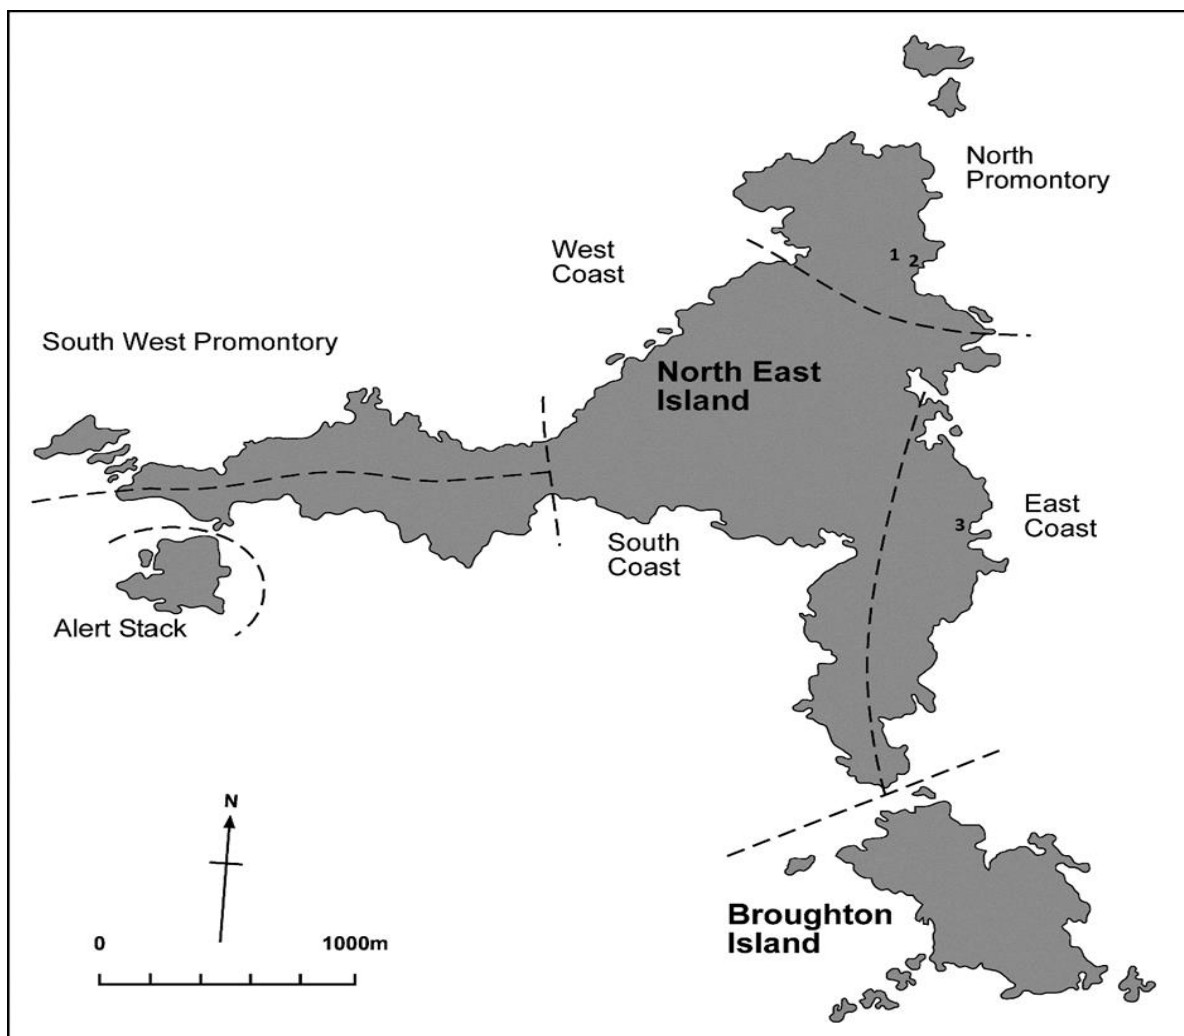 North
Promontory
West
Coast
1
2
South West Promontory
North East
Island
East
Coast
3
South
Coast
Alert Stack
N
0
1000m
Broughton
Island